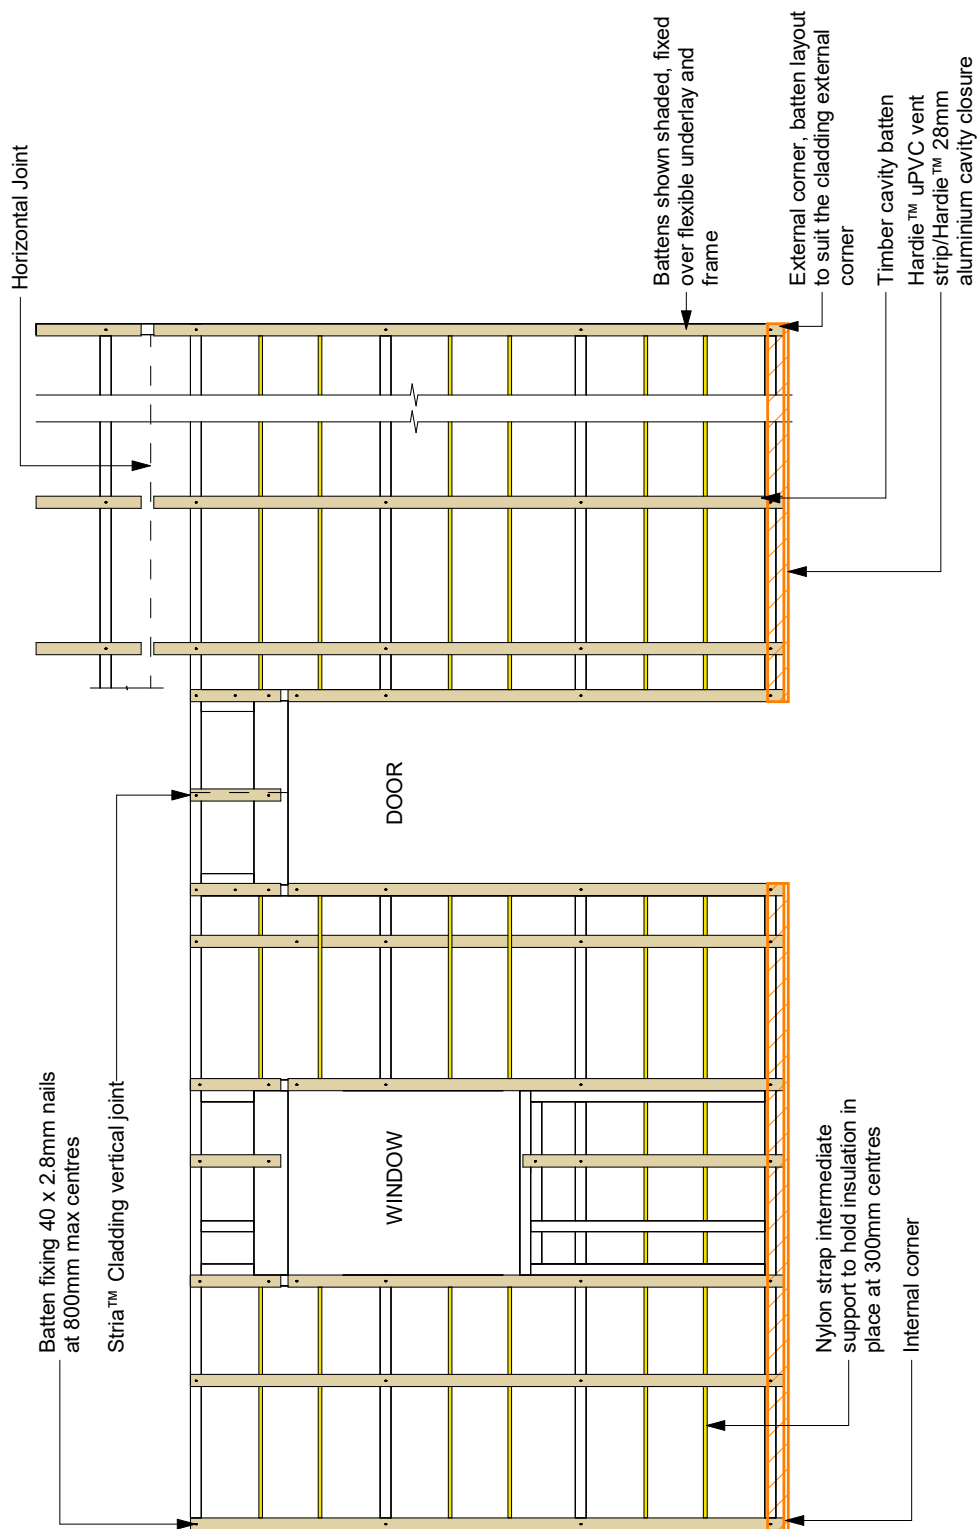 Batten fixing 40 x 2.8mm nails
at 800mm max centres
Stria™ Cladding vertical joint
Horizontal Joint
WINDOW
DOOR
Battens shown shaded, fixed
over flexible underlay and
frame
External corner, batten layout
to suit the cladding external
corner
Timber cavity batten
Hardie™ uPVC vent
strip/Hardie™ 28mm
aluminium cavity closure
Nylon strap intermediate
support to hold insulation in
place at 300mm centres
Internal corner